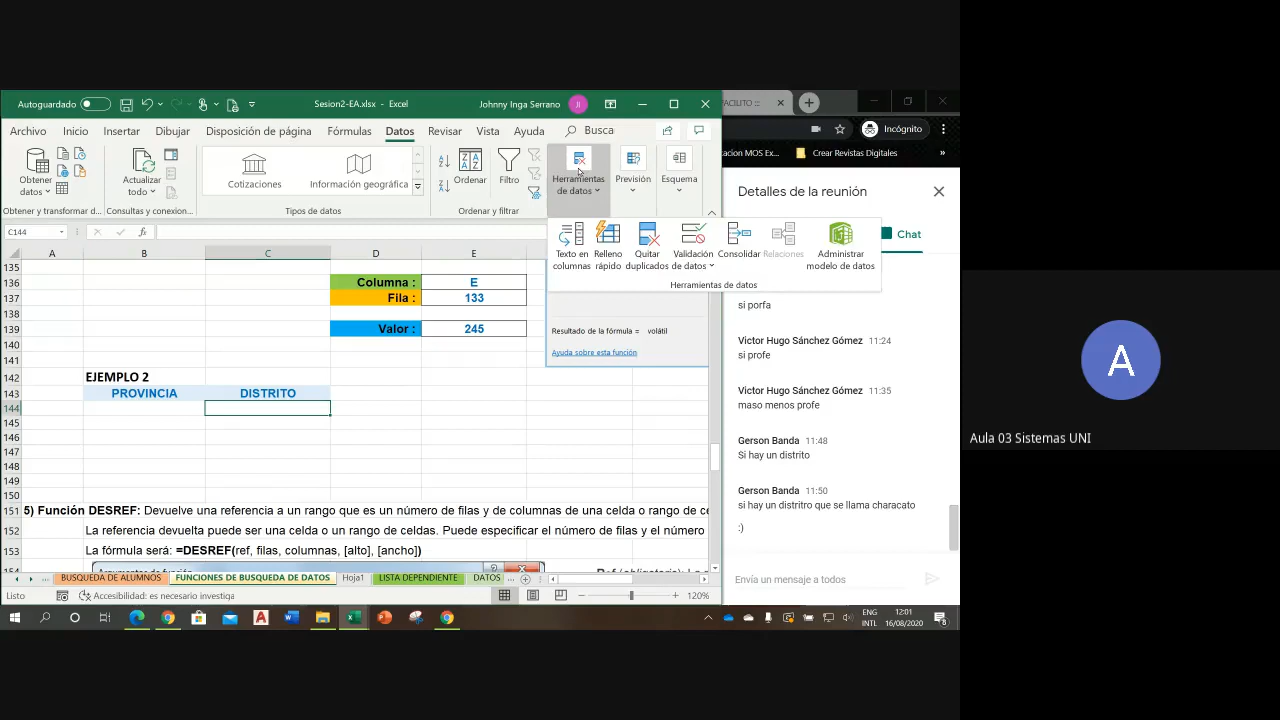 Autoguardado
Sesion2-EA.xlsx - Excel
Johnny Inga Serrano
JI
Archivo Inicio Insertar Dibujar Disposición de página Fórmulas Datos Revisar Vista Ayuda Busca
Obtener datos
Actualizar todo
Cotizaciones
Información geográfica
Ordenar
Filtro
Herramientas de datos
Previsión
Esquema
Obtener y transformar d...
Consultas y conexion...
Tipos de datos
Ordenar y filtrar
Texto en columnas
Relleno rápido
Quitar duplicados
Validación de datos
Consolidar
Relaciones
Administrar modelo de datos
Herramientas de datos
C144
fx
A B C D E
135
136 Columna : E
137 Fila : 133
138
139 Valor : 245
140
141
142 EJEMPLO 2
143 PROVINCIA DISTRITO
144
145
146
147
148
149
150
151 5) Función DESREF: Devuelve una referencia a un rango que es un número de filas y de columnas de una celda o rango de ce
152 La referencia devuelta puede ser una celda o un rango de celdas. Puede especificar el número de filas y el número
153 La fórmula será: =DESREF(ref, filas, columnas, [alto], [ancho])
Resultado de la fórmula = volátil
Ayuda sobre esta función
... BUSQUEDA DE ALUMNOS FUNCIONES DE BUSQUEDA DE DATOS Hoja1 LISTA DEPENDIENTE DATOS ...
Listo
Accesibilidad: es necesario investiga
120%
ENG
INTL
12:01
16/08/2020
8
FACILITO ::
Incógnito
acion MOS Ex...
Crear Revistas Digitales
»
Detalles de la reunión
Chat
si porfa
Victor Hugo Sánchez Gómez 11:24
si profe
Victor Hugo Sánchez Gómez 11:35
maso menos profe
Gerson Banda 11:48
Si hay un distrito
Gerson Banda 11:50
si hay un distritro que se llama characato
:)
Envía un mensaje a todos
A
Aula 03 Sistemas UNI